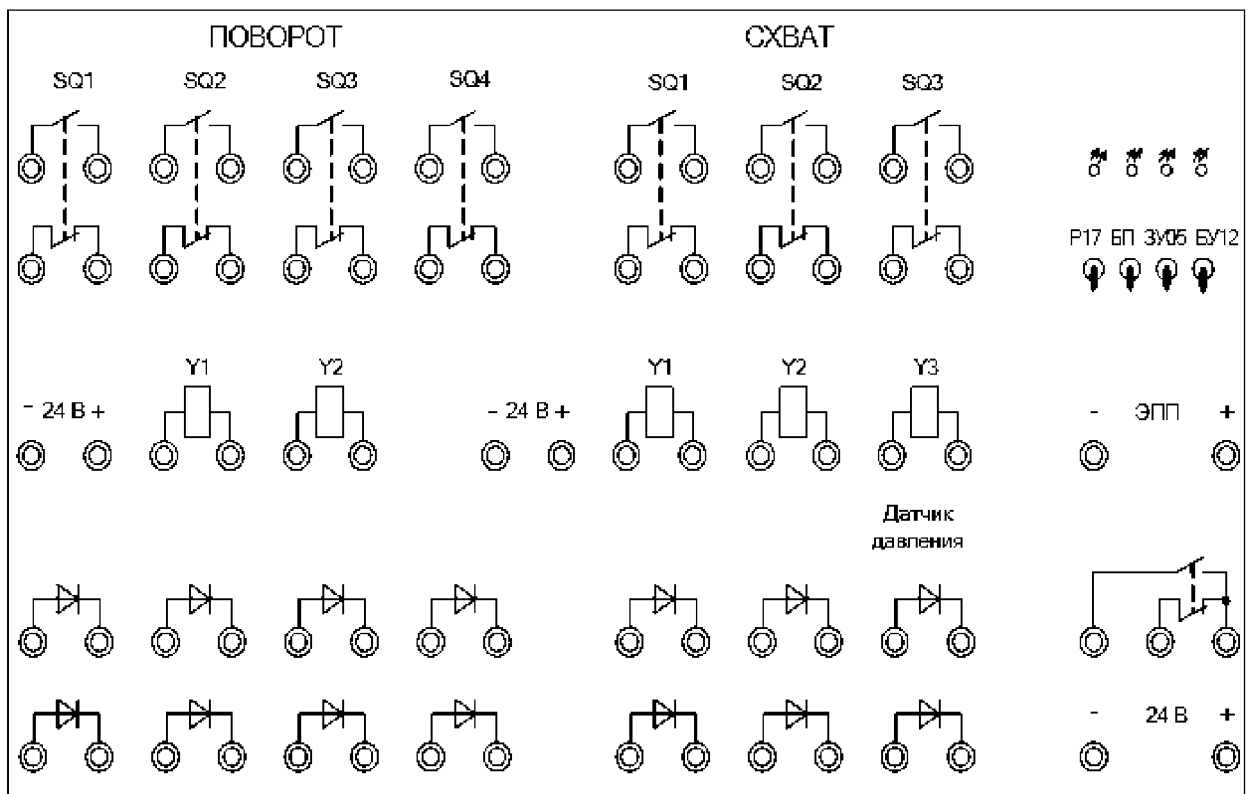 ПОВОРОТ СХВАТ
SQ1 SQ2 SQ3 SQ4 SQ1 SQ2 SQ3
Р17 БП ЗУ05 БУ12
Y1 Y2 Y1 Y2 Y3
- 24 В + - 24 В + - ЭПП +
Датчик
давления
- 24 В +